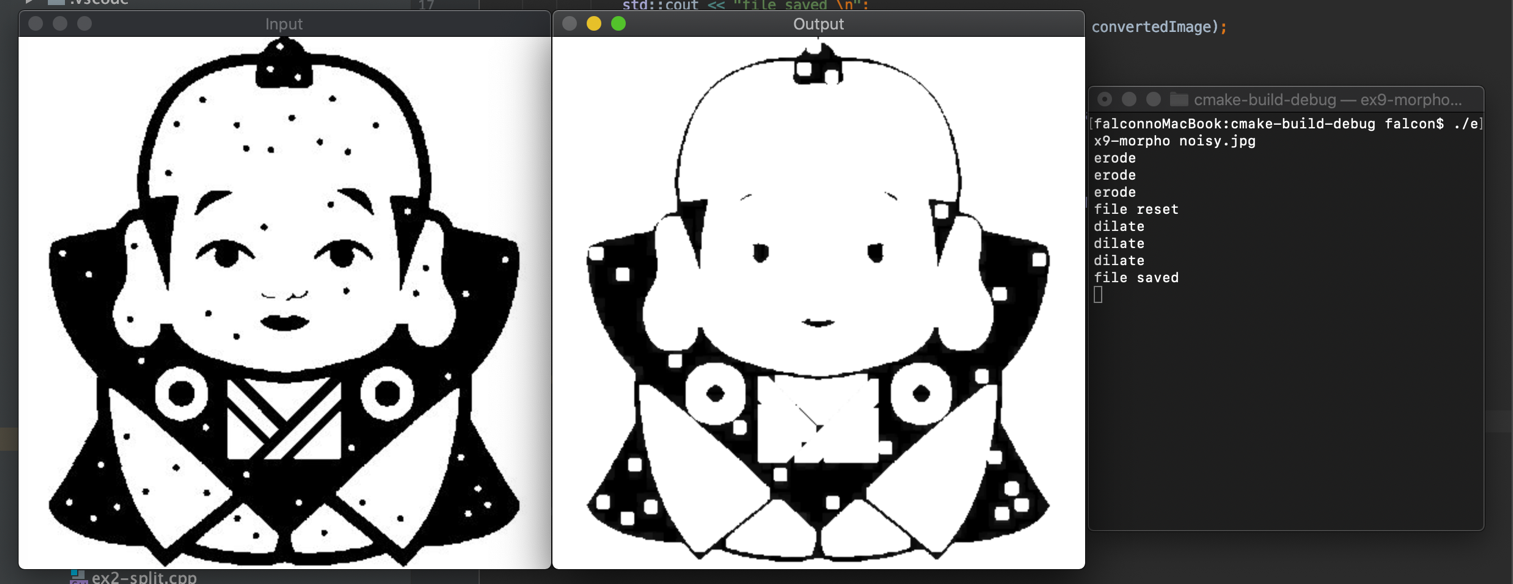 .vscode
17
std::cout << "file saved \n";
convertedImage);
Input
Output
cmake-build-debug — ex9-morpho...
[falconnoMacBook:cmake-build-debug falcon$ ./e]
x9-morpho noisy.jpg
erode
erode
erode
file reset
dilate
dilate
dilate
file saved
ex2-split.cpp